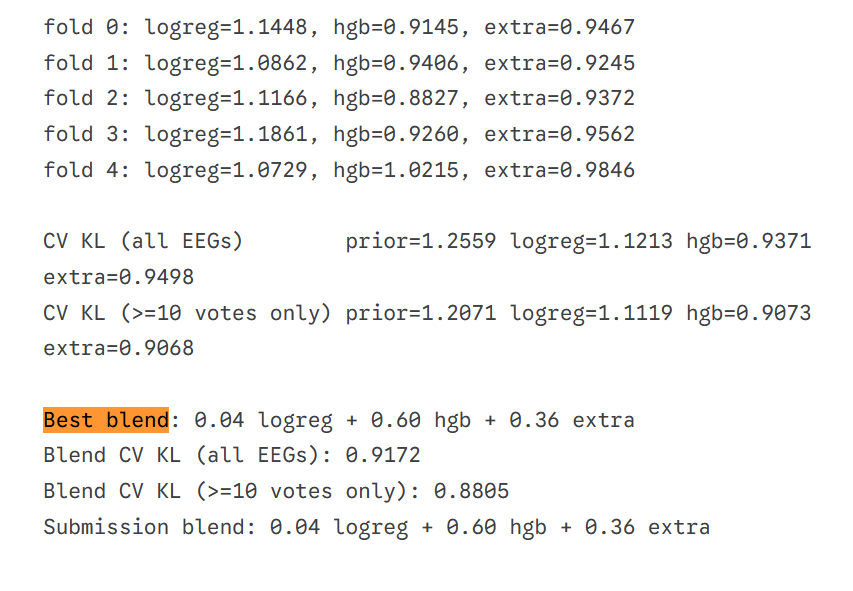 fold 0: logreg=1.1448, hgb=0.9145, extra=0.9467
fold 1: logreg=1.0862, hgb=0.9406, extra=0.9245
fold 2: logreg=1.1166, hgb=0.8827, extra=0.9372
fold 3: logreg=1.1861, hgb=0.9260, extra=0.9562
fold 4: logreg=1.0729, hgb=1.0215, extra=0.9846
CV KL (all EEGs)        prior=1.2559 logreg=1.1213 hgb=0.9371
extra=0.9498
CV KL (>=10 votes only) prior=1.2071 logreg=1.1119 hgb=0.9073
extra=0.9068
Best blend: 0.04 logreg + 0.60 hgb + 0.36 extra
Blend CV KL (all EEGs): 0.9172
Blend CV KL (>=10 votes only): 0.8805
Submission blend: 0.04 logreg + 0.60 hgb + 0.36 extra